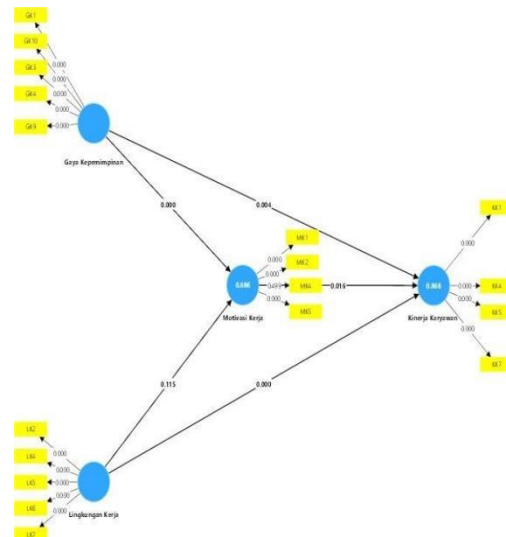 GK1
GK10
GK3
GK4
GK9
0.000
0.000
0.000
0.000
0.000
Gaya Kepemimpinan
0.000
0.004
MK1
MK2
MK4
MK5
0.000
0.000
0.499
0.000
Motivasi Kerja
0.016
KK1
KK4
KK5
KK7
0.000
0.000
0.000
0.000
Kinerja Karyawan
0.115
0.000
LK2
LK4
LK5
LK6
LK7
0.000
0.000
0.000
0.000
0.000
Lingkungan Kerja